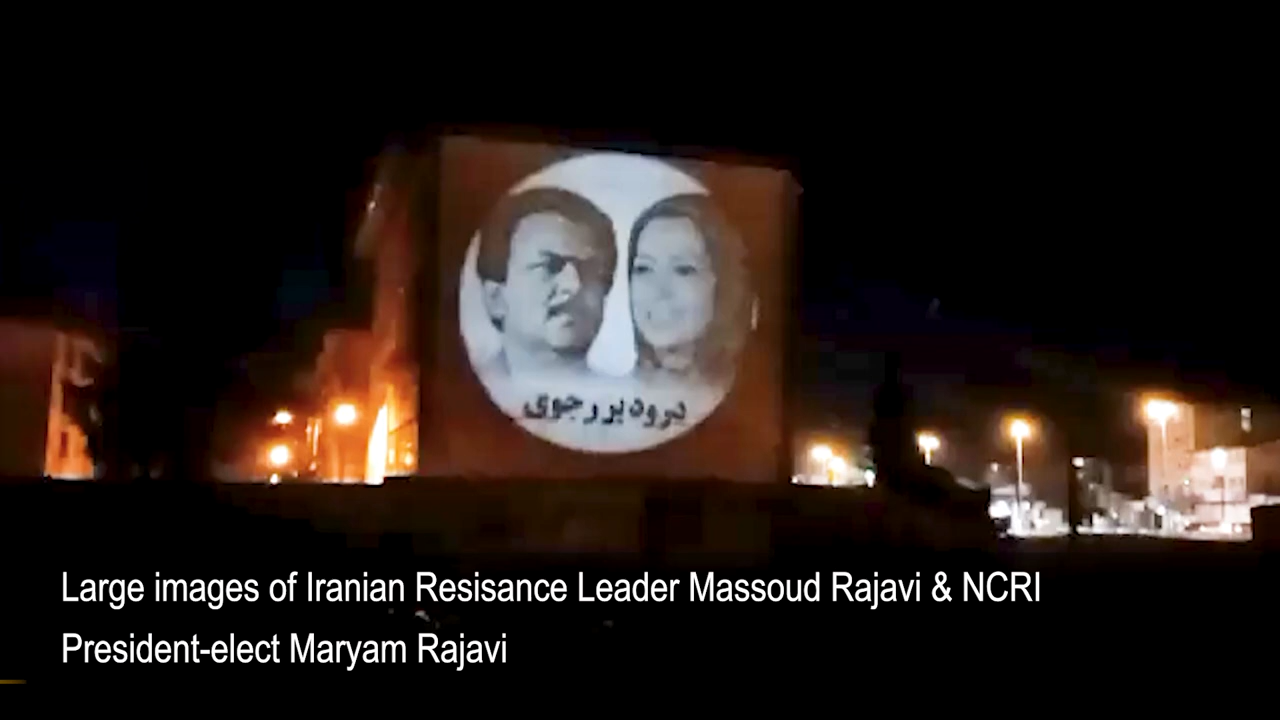 درود بر رجوی
Large images of Iranian Resisance Leader Massoud Rajavi & NCRI
President-elect Maryam Rajavi